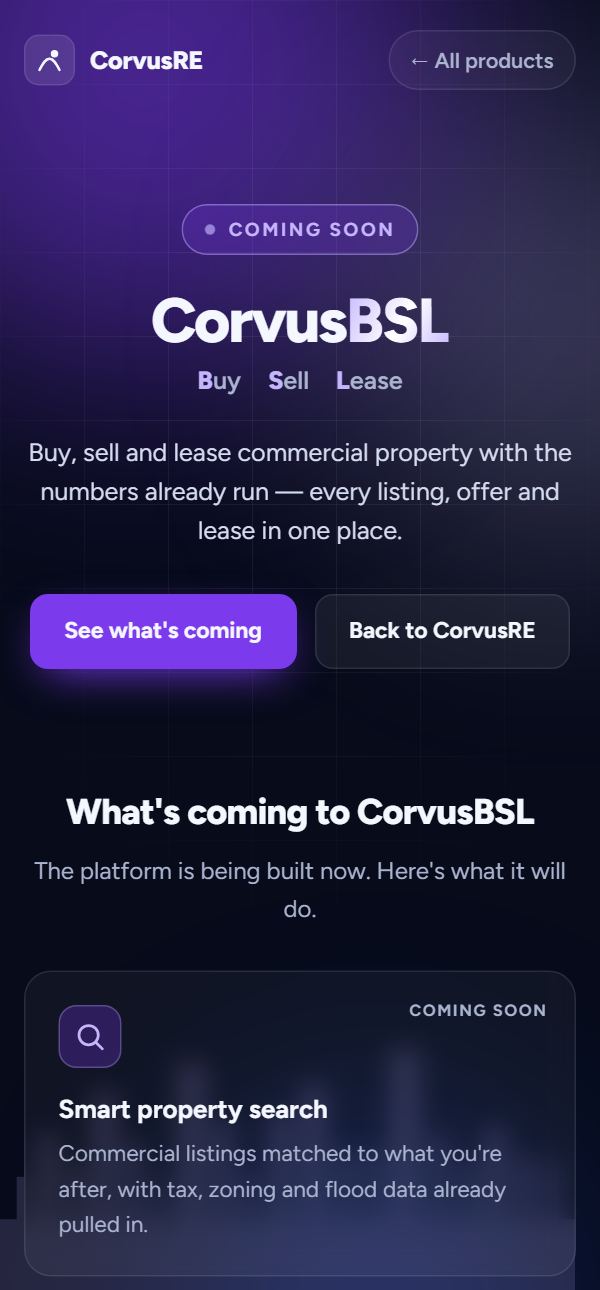 CorvusRE
← All products
COMING SOON
CorvusBSL
Buy Sell Lease
Buy, sell and lease commercial property with the
numbers already run — every listing, offer and
lease in one place.
See what's coming
Back to CorvusRE
What's coming to CorvusBSL
The platform is being built now. Here's what it will
do.
COMING SOON
Smart property search
Commercial listings matched to what you're
after, with tax, zoning and flood data already
pulled in.